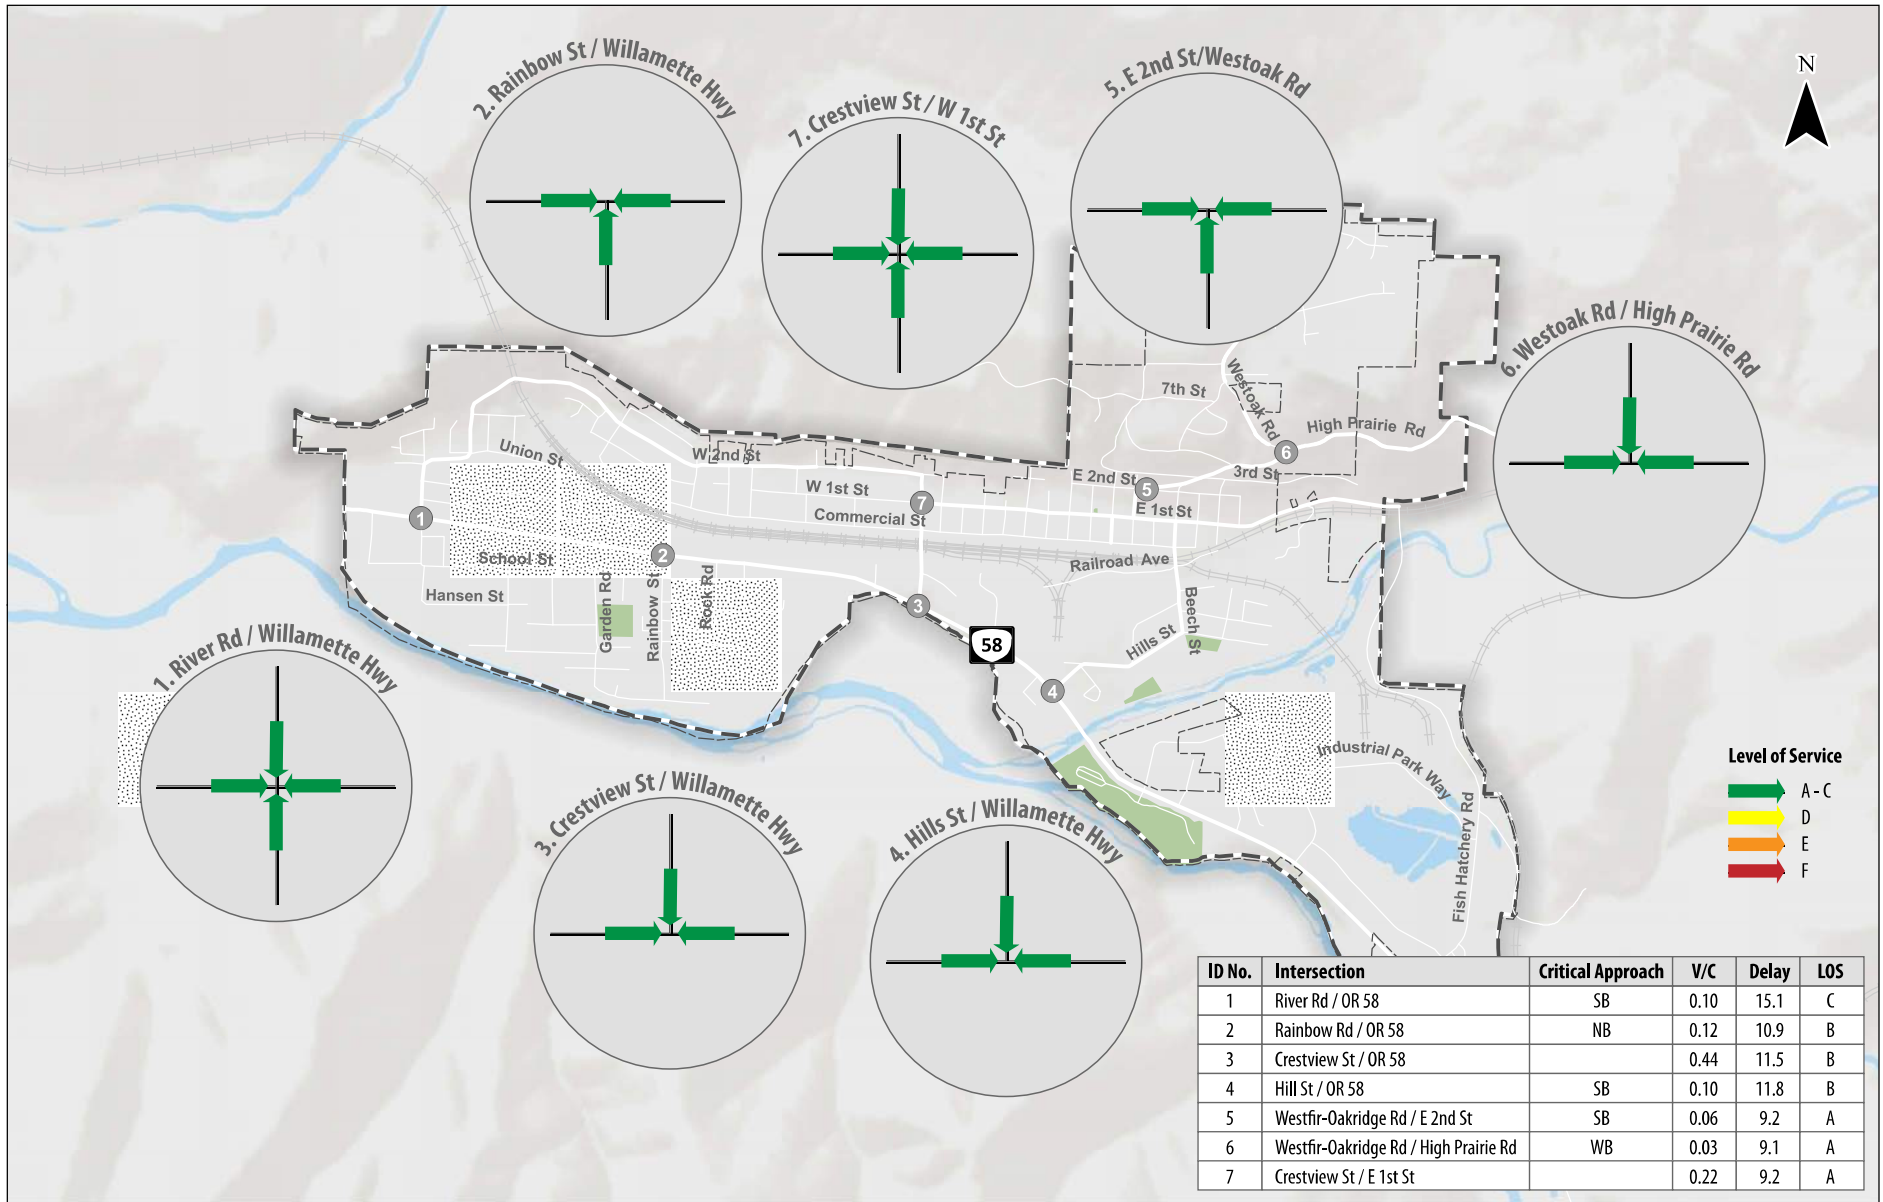 N
2. Rainbow St / Willamette Hwy
7. Crestview St / W 1st St
5. E 2nd St/Westoak Rd
6. Westoak Rd / High Prairie Rd
7th St
Westoak Rd
High Prairie Rd
6
Union St
W 2nd St
3rd St
E 2nd St
5
W 1st St
7
E 1st St
1
Commercial St
2
School St
Railroad Ave
Hansen St
Garden Rd
Rainbow St
Rock Rd
3
Beech St
Hills St
58
4
1. River Rd / Willamette Hwy
3. Crestview St / Willamette Hwy
4. Hills St / Willamette Hwy
Industrial Park Way
Fish Hatchery Rd
Level of Service
A - C
D
E
F
ID No. Intersection Critical Approach V/C Delay LOS
1 River Rd / OR 58 SB 0.10 15.1 C
2 Rainbow Rd / OR 58 NB 0.12 10.9 B
3 Crestview St / OR 58 0.44 11.5 B
4 Hill St / OR 58 SB 0.10 11.8 B
5 Westfir-Oakridge Rd / E 2nd St SB 0.06 9.2 A
6 Westfir-Oakridge Rd / High Prairie Rd WB 0.03 9.1 A
7 Crestview St / E 1st St 0.22 9.2 A